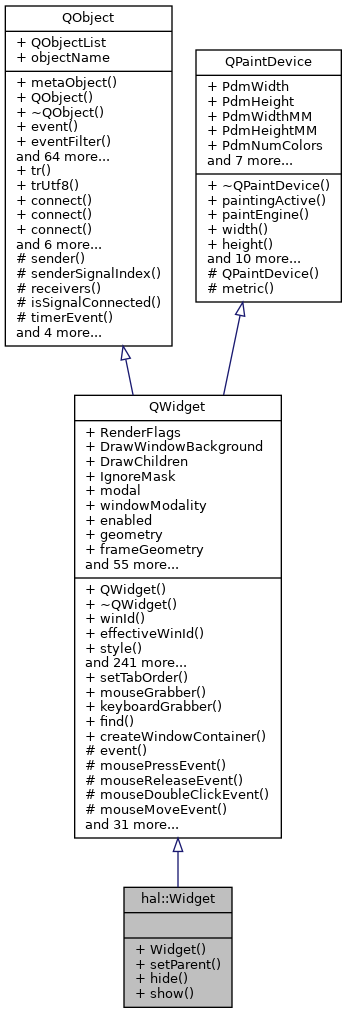 QObject
+ QObjectList
+ objectName
+ metaObject()
+ QObject()
+ ~QObject()
+ event()
+ eventFilter()
and 64 more...
+ tr()
+ trUtf8()
+ connect()
+ connect()
+ connect()
and 6 more...
# sender()
# senderSignalIndex()
# receivers()
# isSignalConnected()
# timerEvent()
and 4 more...
QPaintDevice
+ PdmWidth
+ PdmHeight
+ PdmWidthMM
+ PdmHeightMM
+ PdmNumColors
and 7 more...
+ ~QPaintDevice()
+ paintingActive()
+ paintEngine()
+ width()
+ height()
and 10 more...
# QPaintDevice()
# metric()
QWidget
+ RenderFlags
+ DrawWindowBackground
+ DrawChildren
+ IgnoreMask
+ modal
+ windowModality
+ enabled
+ geometry
+ frameGeometry
and 55 more...
+ QWidget()
+ ~QWidget()
+ winId()
+ effectiveWinId()
+ style()
and 241 more...
+ setTabOrder()
+ mouseGrabber()
+ keyboardGrabber()
+ find()
+ createWindowContainer()
# event()
# mousePressEvent()
# mouseReleaseEvent()
# mouseDoubleClickEvent()
# mouseMoveEvent()
and 31 more...
hal::Widget
+ Widget()
+ setParent()
+ hide()
+ show()